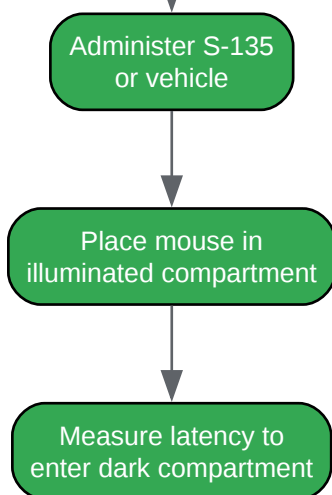 Administer S-135
or vehicle
Place mouse in
illuminated compartment
Measure latency to
enter dark compartment